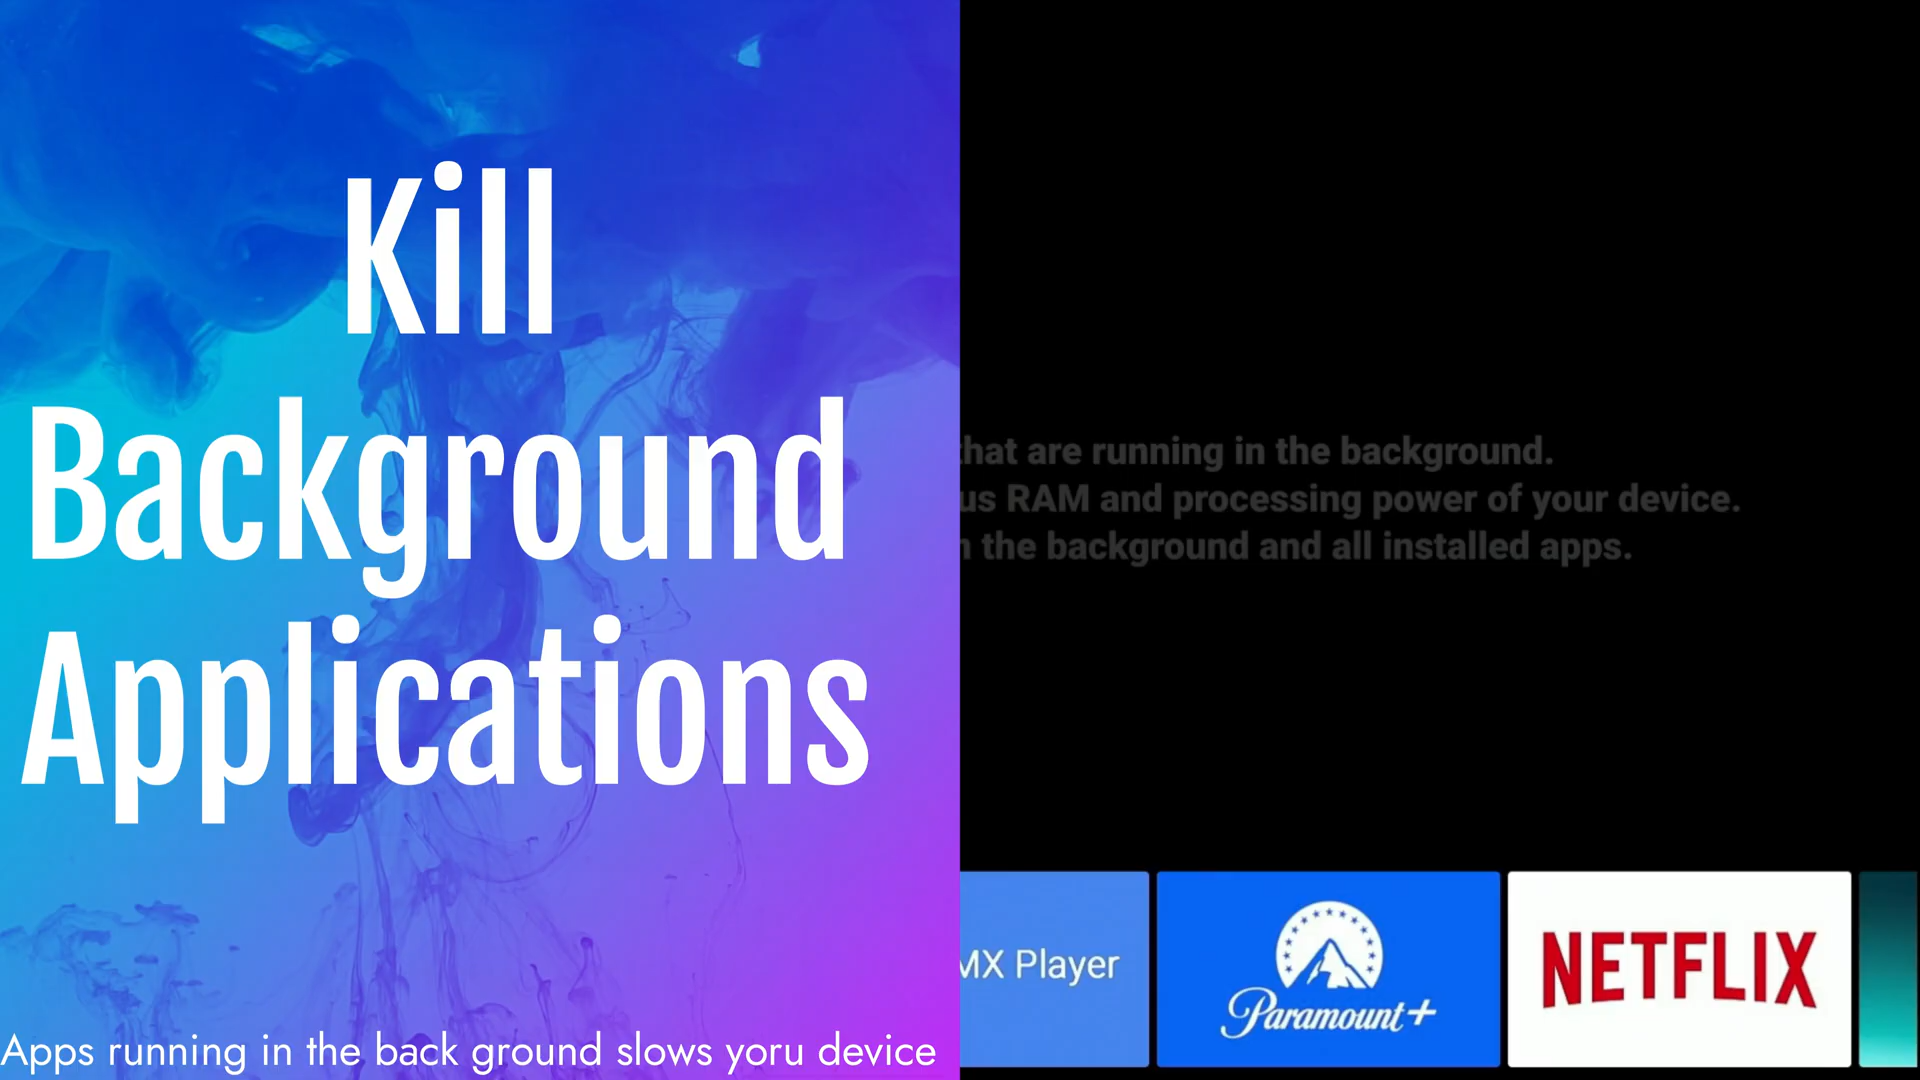 Kill
Background
Applications
Apps running in the back ground slows yoru device
that are running in the background.
us RAM and processing power of your device.
the background and all installed apps.
MX Player
Paramount+
NETFLIX